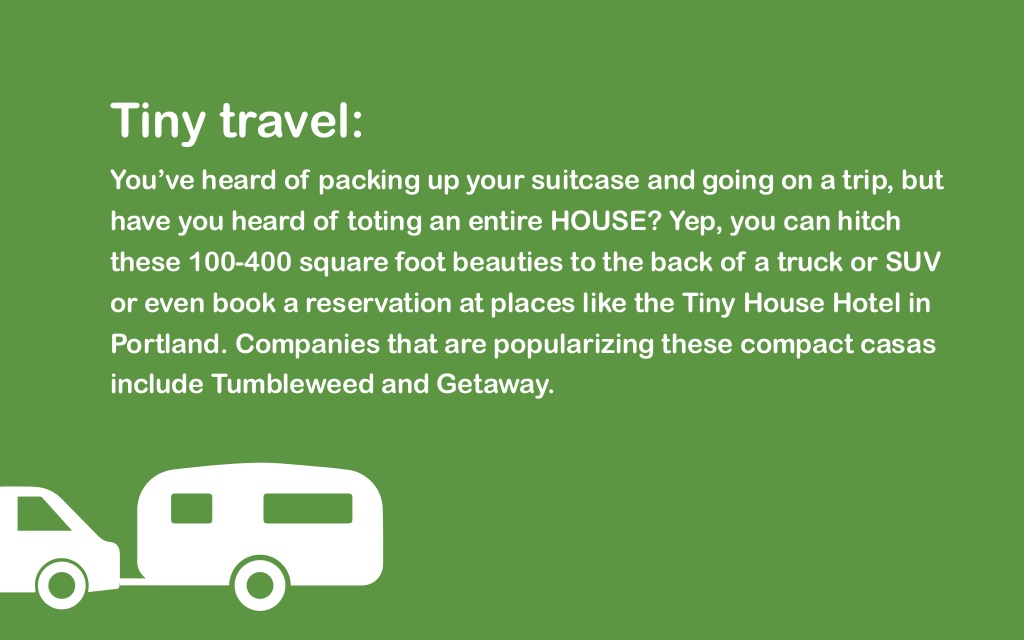 Tiny travel:
You’ve heard of packing up your suitcase and going on a trip, but
have you heard of toting an entire HOUSE? Yep, you can hitch
these 100-400 square foot beauties to the back of a truck or SUV
or even book a reservation at places like the Tiny House Hotel in
Portland. Companies that are popularizing these compact casas
include Tumbleweed and Getaway.